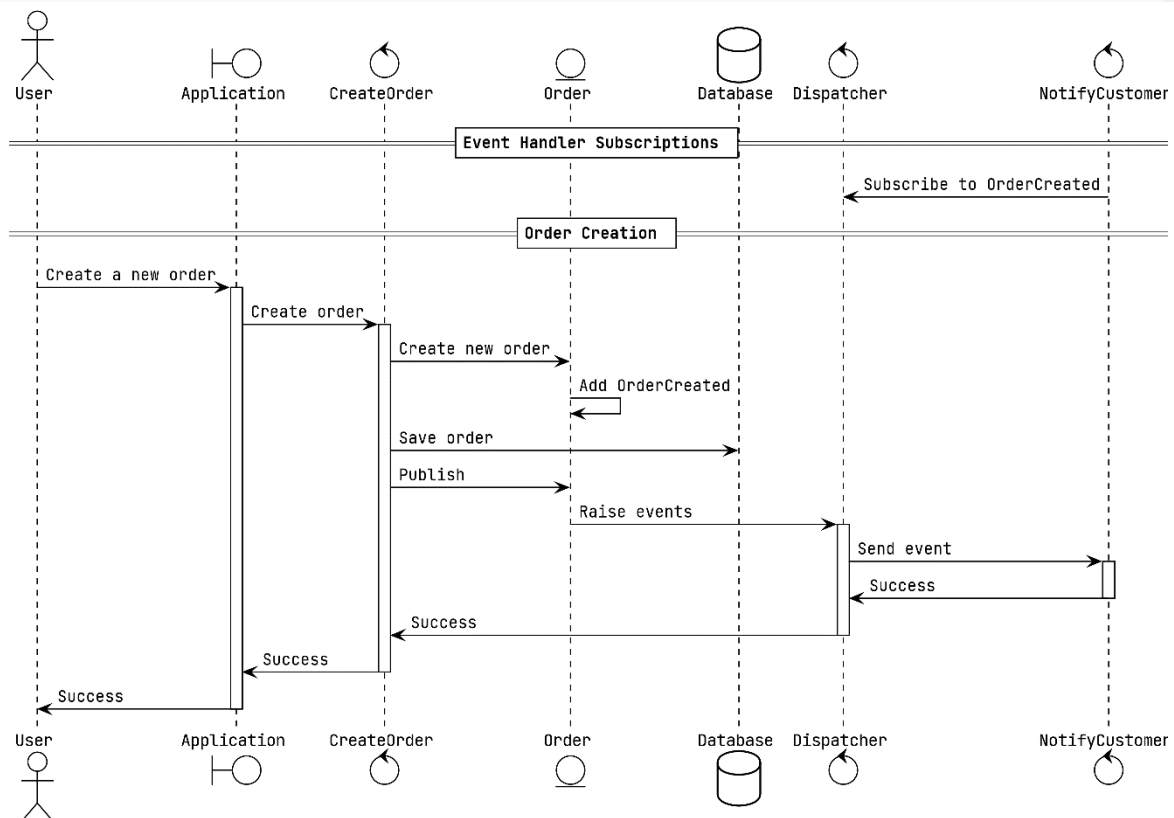 User Application CreateOrder Order Database Dispatcher NotifyCustomer
Event Handler Subscriptions
Subscribe to OrderCreated
Order Creation
Create a new order
Create order
Create new order
Add OrderCreated
Save order
Publish
Raise events
Send event
Success
Success
Success
Success
User Application CreateOrder Order Database Dispatcher NotifyCustomer